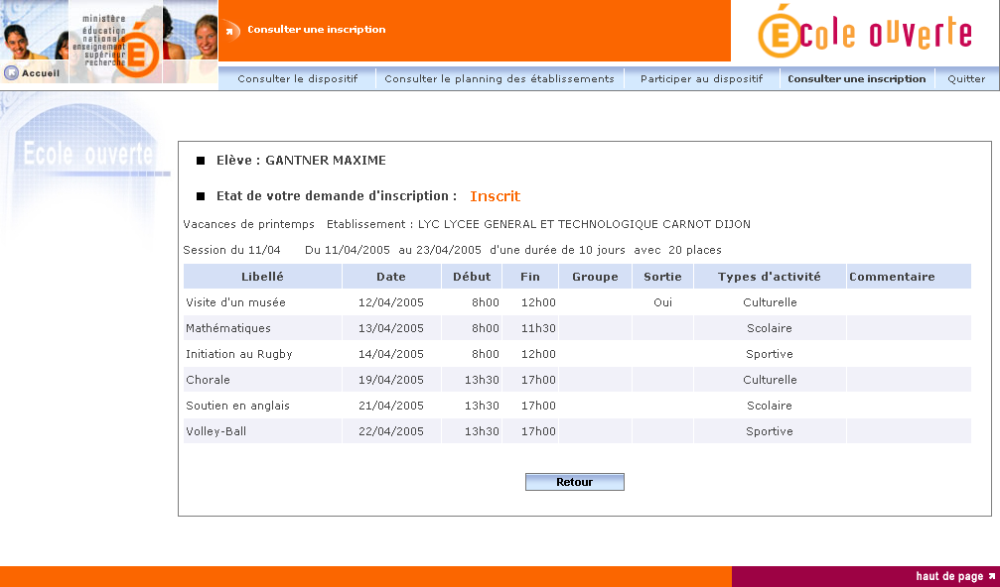 ministère
éducation
nationale
enseignement
supérieur
recherche
É
Accueil
Consulter une inscription
École ouverte
Consulter le dispositif Consulter le planning des établissements Participer au dispositif Consulter une inscription Quitter
Ecole ouverte
Elève : GANTNER MAXIME
Etat de votre demande d'inscription : Inscrit
Vacances de printemps Etablissement : LYC LYCEE GENERAL ET TECHNOLOGIQUE CARNOT DIJON
Session du 11/04 Du 11/04/2005 au 23/04/2005 d'une durée de 10 jours avec 20 places
Libellé Date Début Fin Groupe Sortie Types d'activité Commentaire
Visite d'un musée 12/04/2005 8h00 12h00 Oui Culturelle
Mathématiques 13/04/2005 8h00 11h30 Scolaire
Initiation au Rugby 14/04/2005 8h00 12h00 Sportive
Chorale 19/04/2005 13h30 17h00 Culturelle
Soutien en anglais 21/04/2005 13h30 17h00 Scolaire
Volley-Ball 22/04/2005 13h30 17h00 Sportive
Retour
haut de page